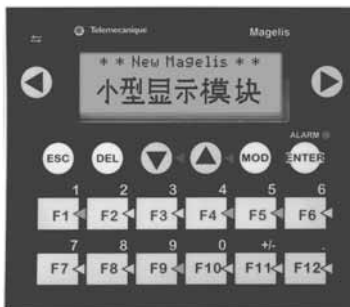 Telemecanique
Magelis
* * New Magelis * *
小型显示模块
ALARM
ESC DEL MOD ENTER
1 2 3 4 5 6
F1 F2 F3 F4 F5 F6
7 8 9 0 +/- .
F7 F8 F9 F10 F11 F12